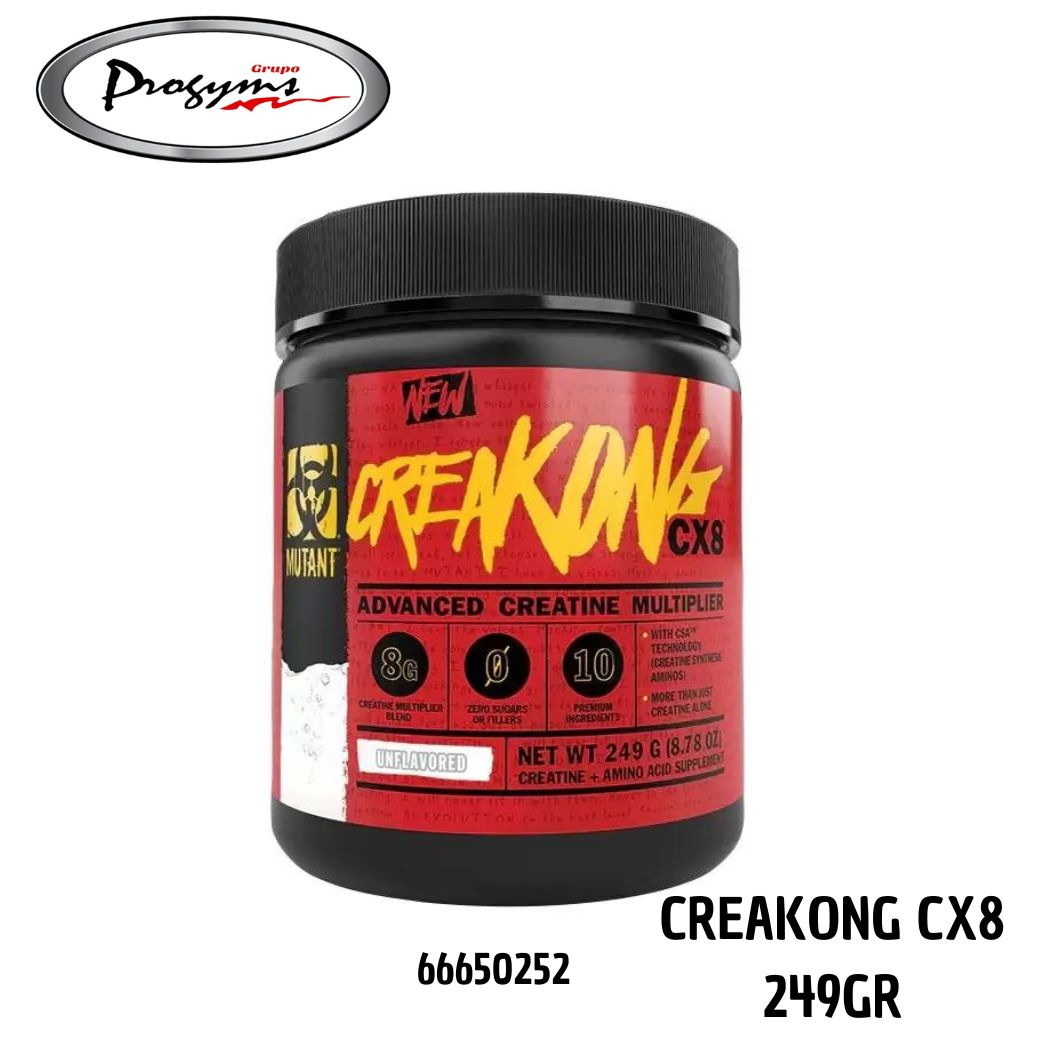 Grupo
Progyms
NEW
CREAKONG
CX8
MUTANT
ADVANCED CREATINE MULTIPLIER
8G
CREATINE MULTIPLIER
BLEND
0
ZERO SUGARS
OR FILLERS
10
PREMIUM
INGREDIENTS
• WITH CSA™
TECHNOLOGY
(CREATINE SYNTHESIS
AMINOS)
• MORE THAN JUST
CREATINE ALONE
UNFLAVORED
NET WT 249 G (8.78 OZ)
CREATINE + AMINO ACID SUPPLEMENT
CREAKONG CX8
66650252
249GR